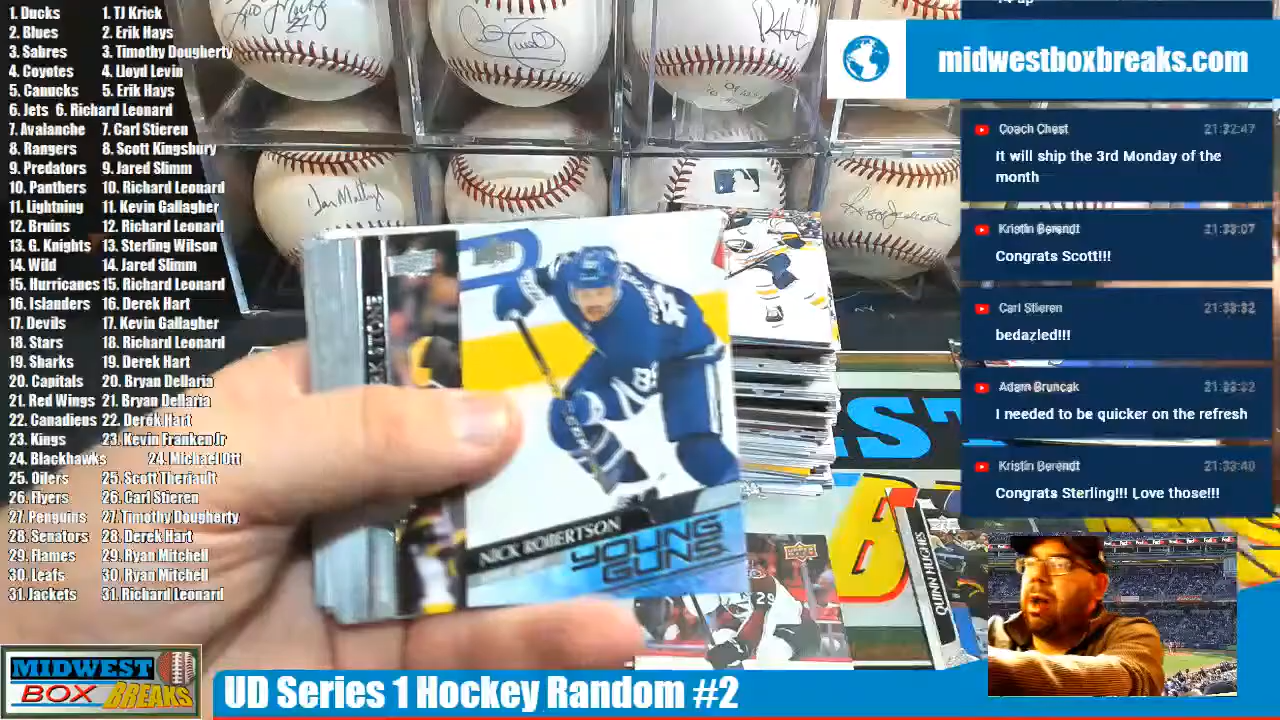 1. Ducks 1. TJ Krick
2. Blues 2. Erik Hays
3. Sabres 3. Timothy Dougherty
4. Coyotes 4. Lloyd Levin
5. Canucks 5. Erik Hays
6. Jets 6. Richard Leonard
7. Avalanche 7. Carl Stieren
8. Rangers 8. Scott Kingsbury
9. Predators 9. Jared Slimm
10. Panthers 10. Richard Leonard
11. Lightning 11. Kevin Gallagher
12. Bruins 12. Richard Leonard
13. G. Knights 13. Sterling Wilson
14. Wild 14. Jared Slimm
15. Hurricanes 15. Richard Leonard
16. Islanders 16. Derek Hart
17. Devils 17. Kevin Gallagher
18. Stars 18. Richard Leonard
19. Sharks 19. Derek Hart
20. Capitals 20. Bryan Dellaria
21. Red Wings 21. Bryan Dellaria
22. Canadiens 22. Derek Hart
23. Kings 23. Kevin Franken Jr
24. Blackhawks 24. Michael Ott
25. Oilers 25. Scott Theriault
26. Flyers 26. Carl Stieren
27. Penguins 27. Timothy Dougherty
28. Senators 28. Derek Hart
29. Flames 29. Ryan Mitchell
30. Leafs 30. Ryan Mitchell
31. Jackets 31. Richard Leonard
MIDWEST
BOX BREAKS
UD Series 1 Hockey Random #2
NICK ROBERTSON
YOUNG
GUNS
89
STONE
QUINN HUGHES
29
midwestboxbreaks.com
Coach Chest 21:32:47
It will ship the 3rd Monday of the
month
Kristin Berendt 21:33:07
Congrats Scott!!!
Carl Stieren 21:33:32
bedazled!!!
Adam Bruncak 21:33:32
I needed to be quicker on the refresh
Kristin Berendt 21:33:40
Congrats Sterling!!! Love those!!!